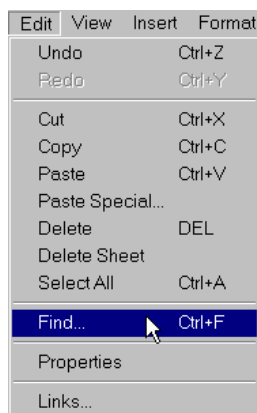 Edit View Insert Format
Undo Ctrl+Z
Redo Ctrl+Y
Cut Ctrl+X
Copy Ctrl+C
Paste Ctrl+V
Paste Special...
Delete DEL
Delete Sheet
Select All Ctrl+A
Find... Ctrl+F
Properties
Links...